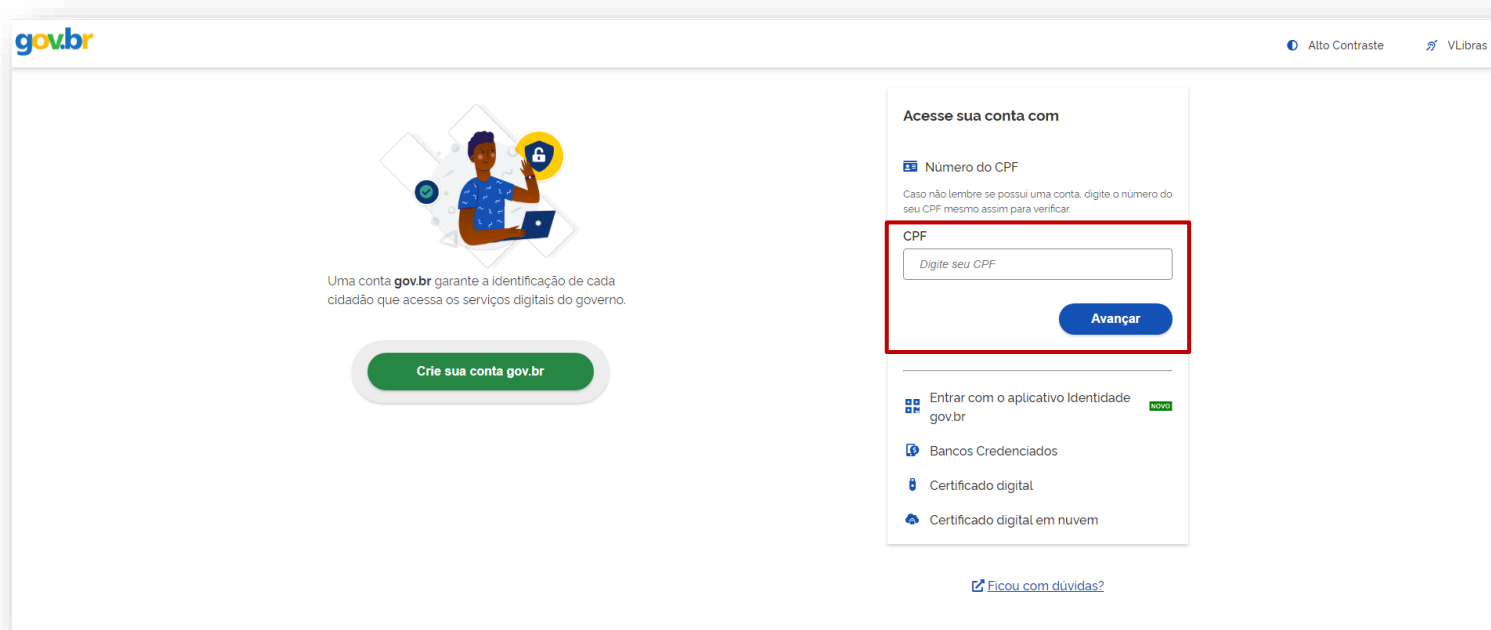 gov.br
Alto Contraste
VLibras
Acesse sua conta com
Número do CPF
Caso não lembre se possui uma conta, digite o número do
seu CPF mesmo assim para verificar.
CPF
Digite seu CPF
Avançar
Uma conta gov.br garante a identificação de cada
cidadão que acessa os serviços digitais do governo.
Crie sua conta gov.br
Entrar com o aplicativo Identidade
gov.br
NOVO
Bancos Credenciados
Certificado digital
Certificado digital em nuvem
Ficou com dúvidas?